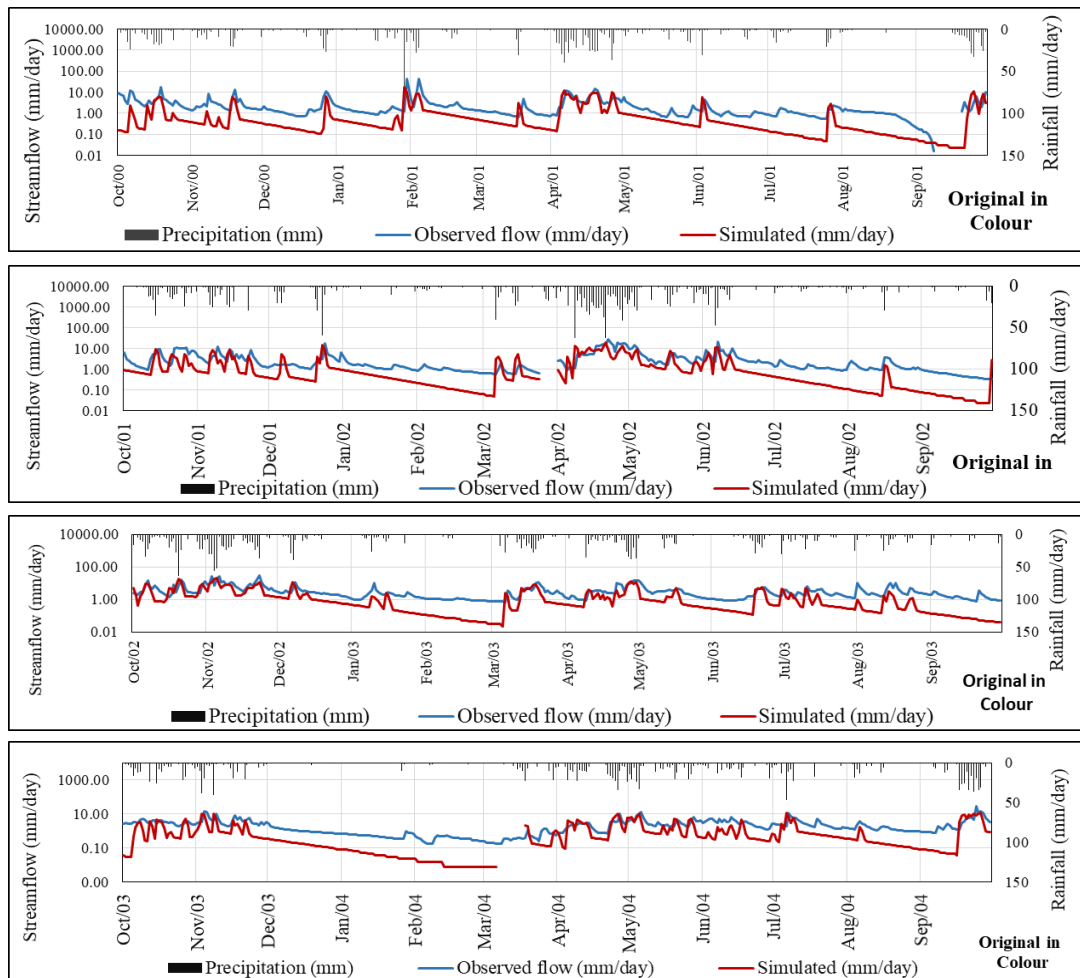 Streamflow (mm/day)
10000.00
1000.00
100.00
10.00
1.00
0.10
0.01
0
50
100
150
Rainfall (mm/day)
Oct/00 Nov/00 Dec/00 Jan/01 Feb/01 Mar/01 Apr/01 May/01 Jun/01 Jul/01 Aug/01 Sep/01
Original in
Colour
Precipitation (mm) Observed flow (mm/day) Simulated (mm/day)
Streamflow (mm/day)
10000.00
1000.00
100.00
10.00
1.00
0.10
0.01
0
50
100
150
Rainfall (mm/day)
Oct/01 Nov/01 Dec/01 Jan/02 Feb/02 Mar/02 Apr/02 May/02 Jun/02 Jul/02 Aug/02 Sep/02
Original in
Precipitation (mm) Observed flow (mm/day) Simulated (mm/day)
Streamflow (mm/day)
10000.00
100.00
1.00
0.01
0
50
100
150
Rainfall (mm/day)
Oct/02 Nov/02 Dec/02 Jan/03 Feb/03 Mar/03 Apr/03 May/03 Jun/03 Jul/03 Aug/03 Sep/03
Original in
Colour
Precipitation (mm) Observed flow (mm/day) Simulated (mm/day)
Streamflow (mm/day)
1000.00
10.00
0.10
0.00
0
50
100
150
Rainfall (mm/day)
Oct/03 Nov/03 Dec/03 Jan/04 Feb/04 Mar/04 Apr/04 May/04 Jun/04 Jul/04 Aug/04 Sep/04
Original in
Colour
Precipitation (mm) Observed flow (mm/day) Simulated (mm/day)